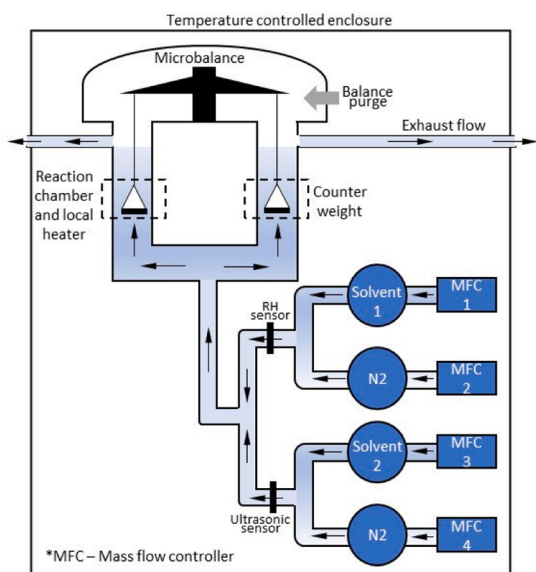 Temperature controlled enclosure
Microbalance
Balance
purge
Exhaust flow
Reaction
chamber
and local
heater
Counter
weight
RH
sensor
Solvent
1
MFC
1
N2
MFC
2
Solvent
2
MFC
3
Ultrasonic
sensor
N2
MFC
4
*MFC – Mass flow controller